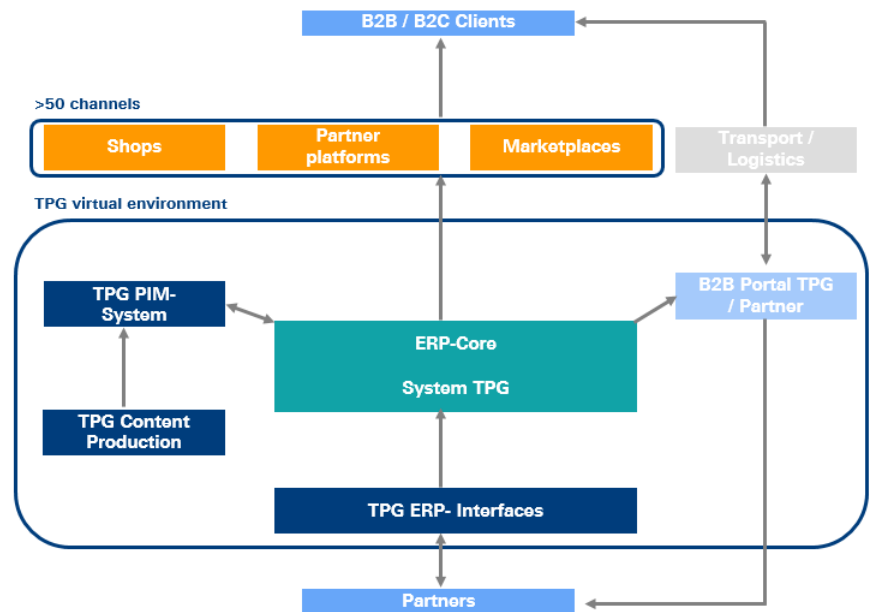 B2B / B2C Clients
>50 channels
Shops
Partner
platforms
Marketplaces
Transport /
Logistics
TPG virtual environment
TPG PIM-
System
B2B Portal TPG
/ Partner
ERP-Core
System TPG
TPG Content
Production
TPG ERP- Interfaces
Partners